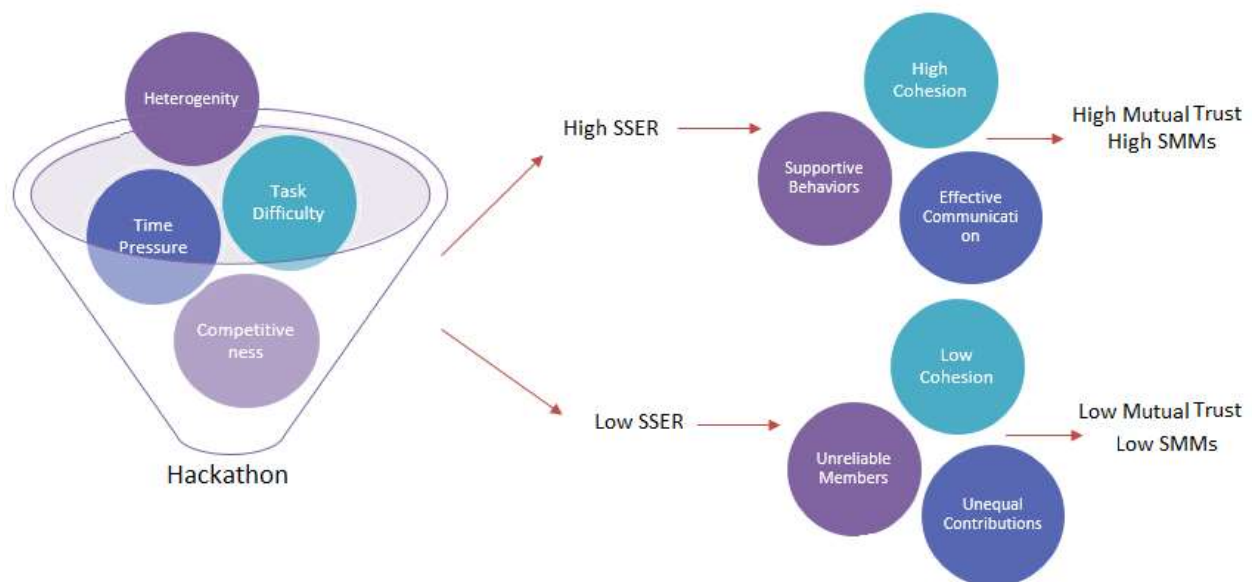 Heterogenity
Task
Difficulty
Time
Pressure
Competitive
ness
Hackathon
High SSER
High
Cohesion
Supportive
Behaviors
Effective
Communicati
on
High Mutual Trust
High SMMs
Low SSER
Low
Cohesion
Unreliable
Members
Unequal
Contributions
Low Mutual Trust
Low SMMs